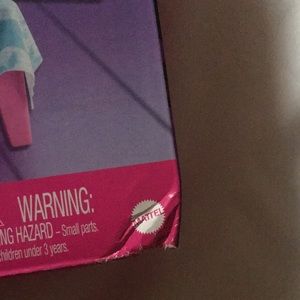 WARNING:
NG HAZARD – Small parts.
children under 3 years.
MATTEL